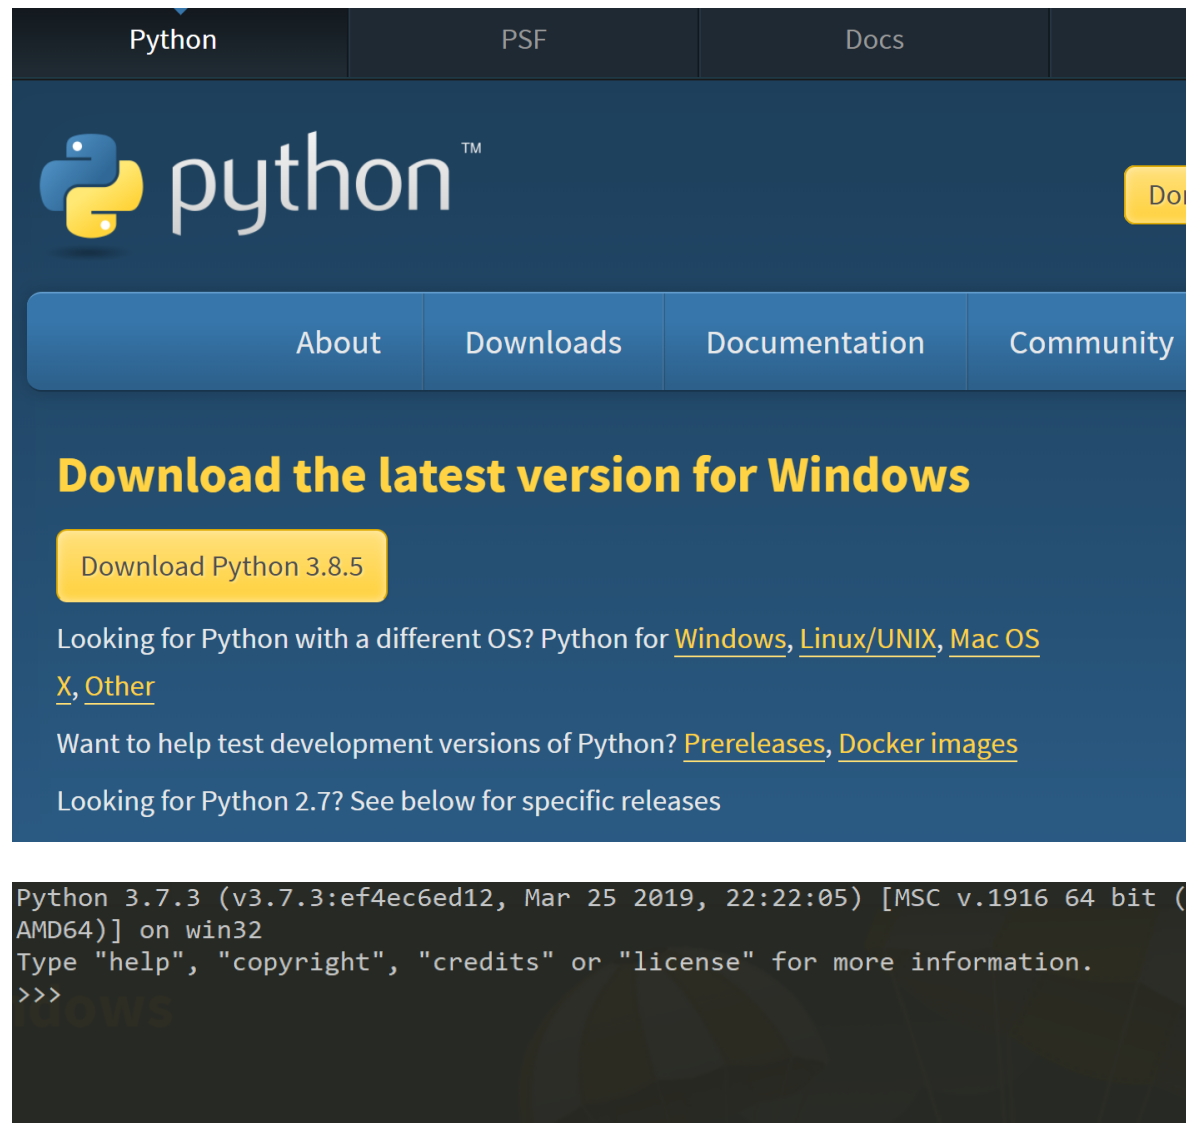 Python PSF Docs
python™
About Downloads Documentation Community
Download the latest version for Windows
Download Python 3.8.5
Looking for Python with a different OS? Python for Windows, Linux/UNIX, Mac OS
X, Other
Want to help test development versions of Python? Prereleases, Docker images
Looking for Python 2.7? See below for specific releases
Python 3.7.3 (v3.7.3:ef4ec6ed12, Mar 25 2019, 22:22:05) [MSC v.1916 64 bit (
AMD64)] on win32
Type "help", "copyright", "credits" or "license" for more information.
>>>